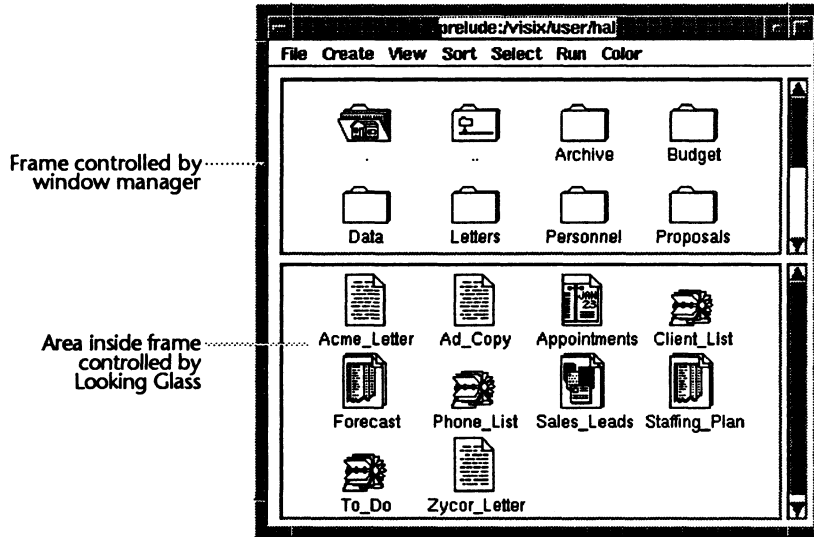 prelude:/visix/user/hal
File Create View Sort Select Run Color
. .. Archive Budget
Frame controlled by
window manager
Data Letters Personnel Proposals
JAN
23
Acme_Letter Ad_Copy Appointments Client_List
Area inside frame
controlled by
Looking Glass
Forecast Phone_List Sales_Leads Staffing_Plan
To_Do Zycor_Letter